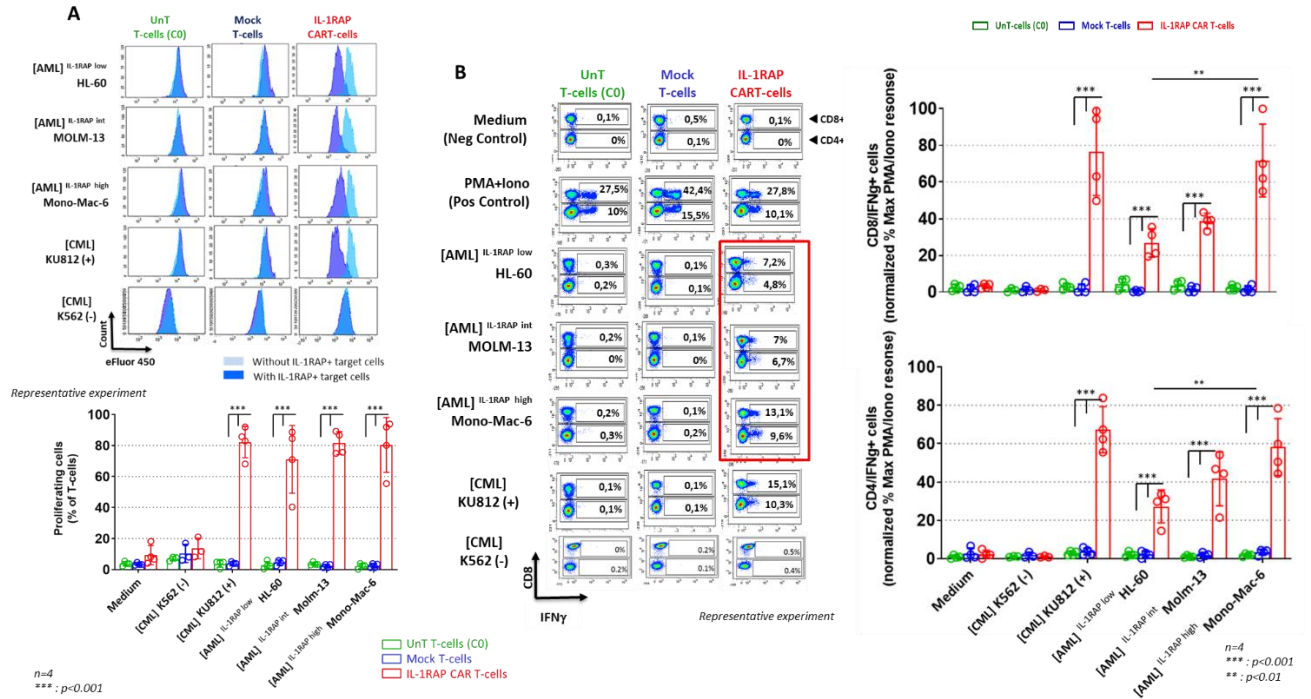 A
UnT
T-cells (C0)
Mock
T-cells
IL-1RAP
CART-cells
[AML] IL-1RAP low
HL-60
[AML] IL-1RAP int
MOLM-13
[AML] IL-1RAP high
Mono-Mac-6
[CML]
KU812 (+)
[CML]
K562 (-)
Count
eFluor 450
Without IL-1RAP+ target cells
With IL-1RAP+ target cells
Representative experiment
Proliferating cells
(% of T-cells)
100
80
60
40
20
0
*** *** *** ***
Medium
[CML] K562 (-)
[CML] KU812 (+)
[AML] IL-1RAP low HL-60
[AML] IL-1RAP int Molm-13
[AML] IL-1RAP high Mono-Mac-6
UnT T-cells (C0)
Mock T-cells
IL-1RAP CAR T-cells
n=4
*** : p<0.001
B
UnT
T-cells (C0)
Mock
T-cells
IL-1RAP
CART-cells
Medium
(Neg Control)
0,1% 0,5% 0,1%
0% 0,1% 0%
CD8+
CD4+
PMA+Iono
(Pos Control)
27,5% 42,4% 27,8%
10% 15,5% 10,1%
[AML] IL-1RAP low
HL-60
0,3% 0,1% 7,2%
0,2% 0,1% 4,8%
[AML] IL-1RAP int
MOLM-13
0,2% 0,1% 7%
0% 0% 6,7%
[AML] IL-1RAP high
Mono-Mac-6
0,2% 0,1% 13,1%
0,3% 0,2% 9,6%
[CML]
KU812 (+)
0,1% 0,1% 15,1%
0,1% 0,1% 10,3%
[CML]
K562 (-)
0% 0.2% 0.5%
0.2% 0.1% 0.4%
CD8
IFNγ
Representative experiment
UnT-cells (C0) Mock T-cells IL-1RAP CAR T-cells
CD8/IFNg+ cells
(normalized % Max PMA/Iono resonse)
100
80
60
40
20
0
**
*** *** *** ***
CD4/IFNg+ cells
(normalized % Max PMA/Iono resonse)
100
80
60
40
20
0
**
*** *** *** ***
Medium
[CML] K562 (-)
[CML] KU812 (+)
[AML] IL-1RAP low HL-60
[AML] IL-1RAP int Molm-13
[AML] IL-1RAP high Mono-Mac-6
n=4
*** : p<0.001
** : p<0.01